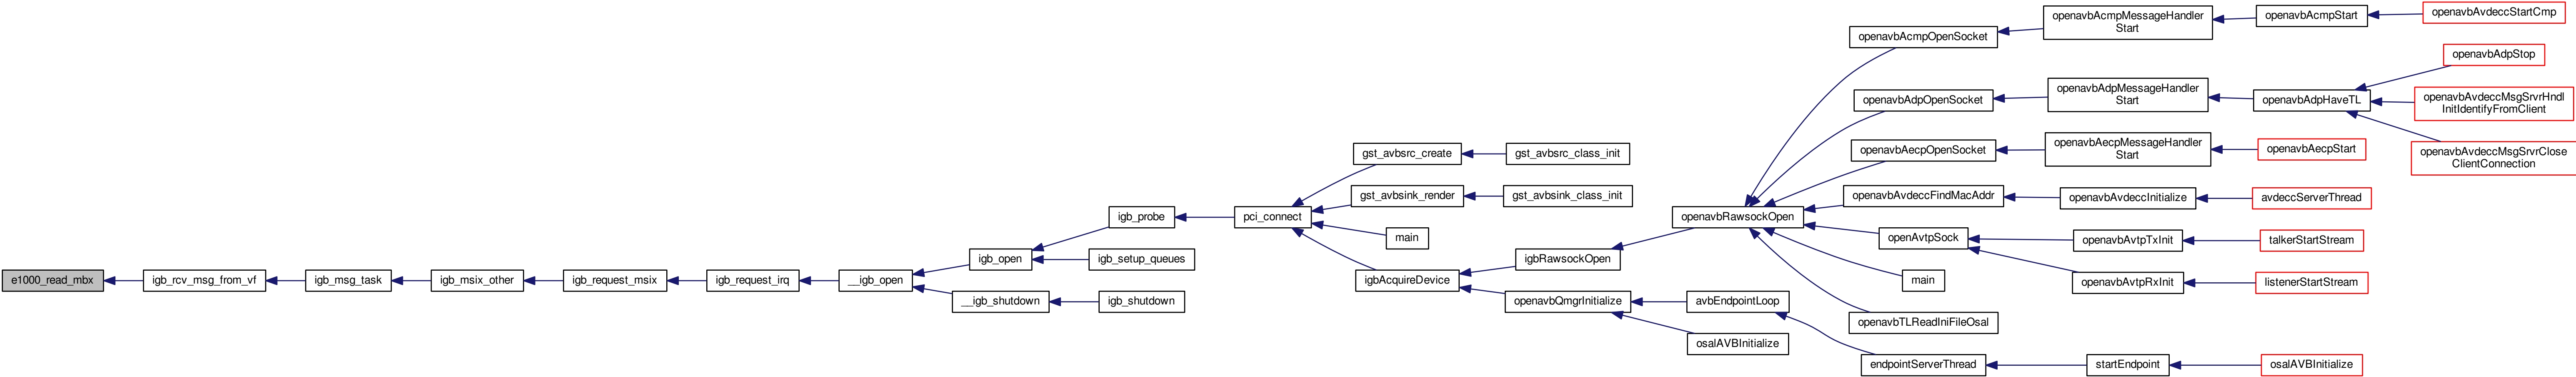 e1000_read_mbx
igb_rcv_msg_from_vf
igb_msg_task
igb_msix_other
igb_request_msix
igb_request_irq
__igb_open
igb_open
__igb_shutdown
igb_probe
igb_setup_queues
igb_shutdown
pci_connect
gst_avbsrc_create
gst_avbsink_render
main
igbAcquireDevice
gst_avbsrc_class_init
gst_avbsink_class_init
igbRawsockOpen
openavbQmgrInitialize
openavbRawsockOpen
avbEndpointLoop
osalAVBInitialize
openavbAcmpOpenSocket
openavbAdpOpenSocket
openavbAecpOpenSocket
openavbAvdeccFindMacAddr
openAvtpSock
main
openavbTLReadIniFileOsal
endpointServerThread
openavbAcmpMessageHandler
Start
openavbAdpMessageHandler
Start
openavbAecpMessageHandler
Start
openavbAvdeccInitialize
openavbAvtpTxInit
openavbAvtpRxInit
startEndpoint
openavbAcmpStart
openavbAdpHaveTL
openavbAecpStart
avdeccServerThread
talkerStartStream
listenerStartStream
osalAVBInitialize
openavbAvdeccStartCmp
openavbAdpStop
openavbAvdeccMsgSrvrHndl
InitIdentifyFromClient
openavbAvdeccMsgSrvrClose
ClientConnection